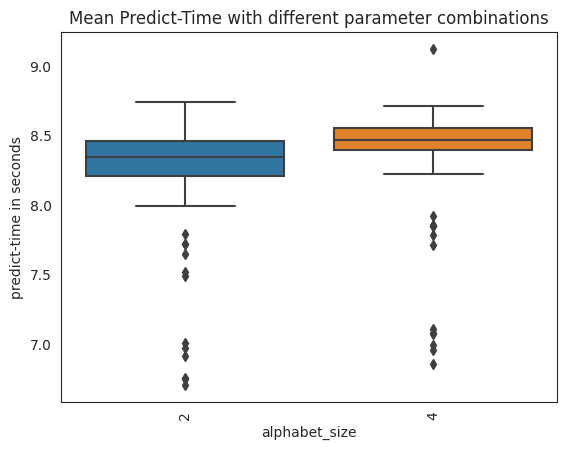 Mean Predict-Time with different parameter combinations
9.0
8.5
8.0
7.5
7.0
predict-time in seconds
2
4
alphabet_size